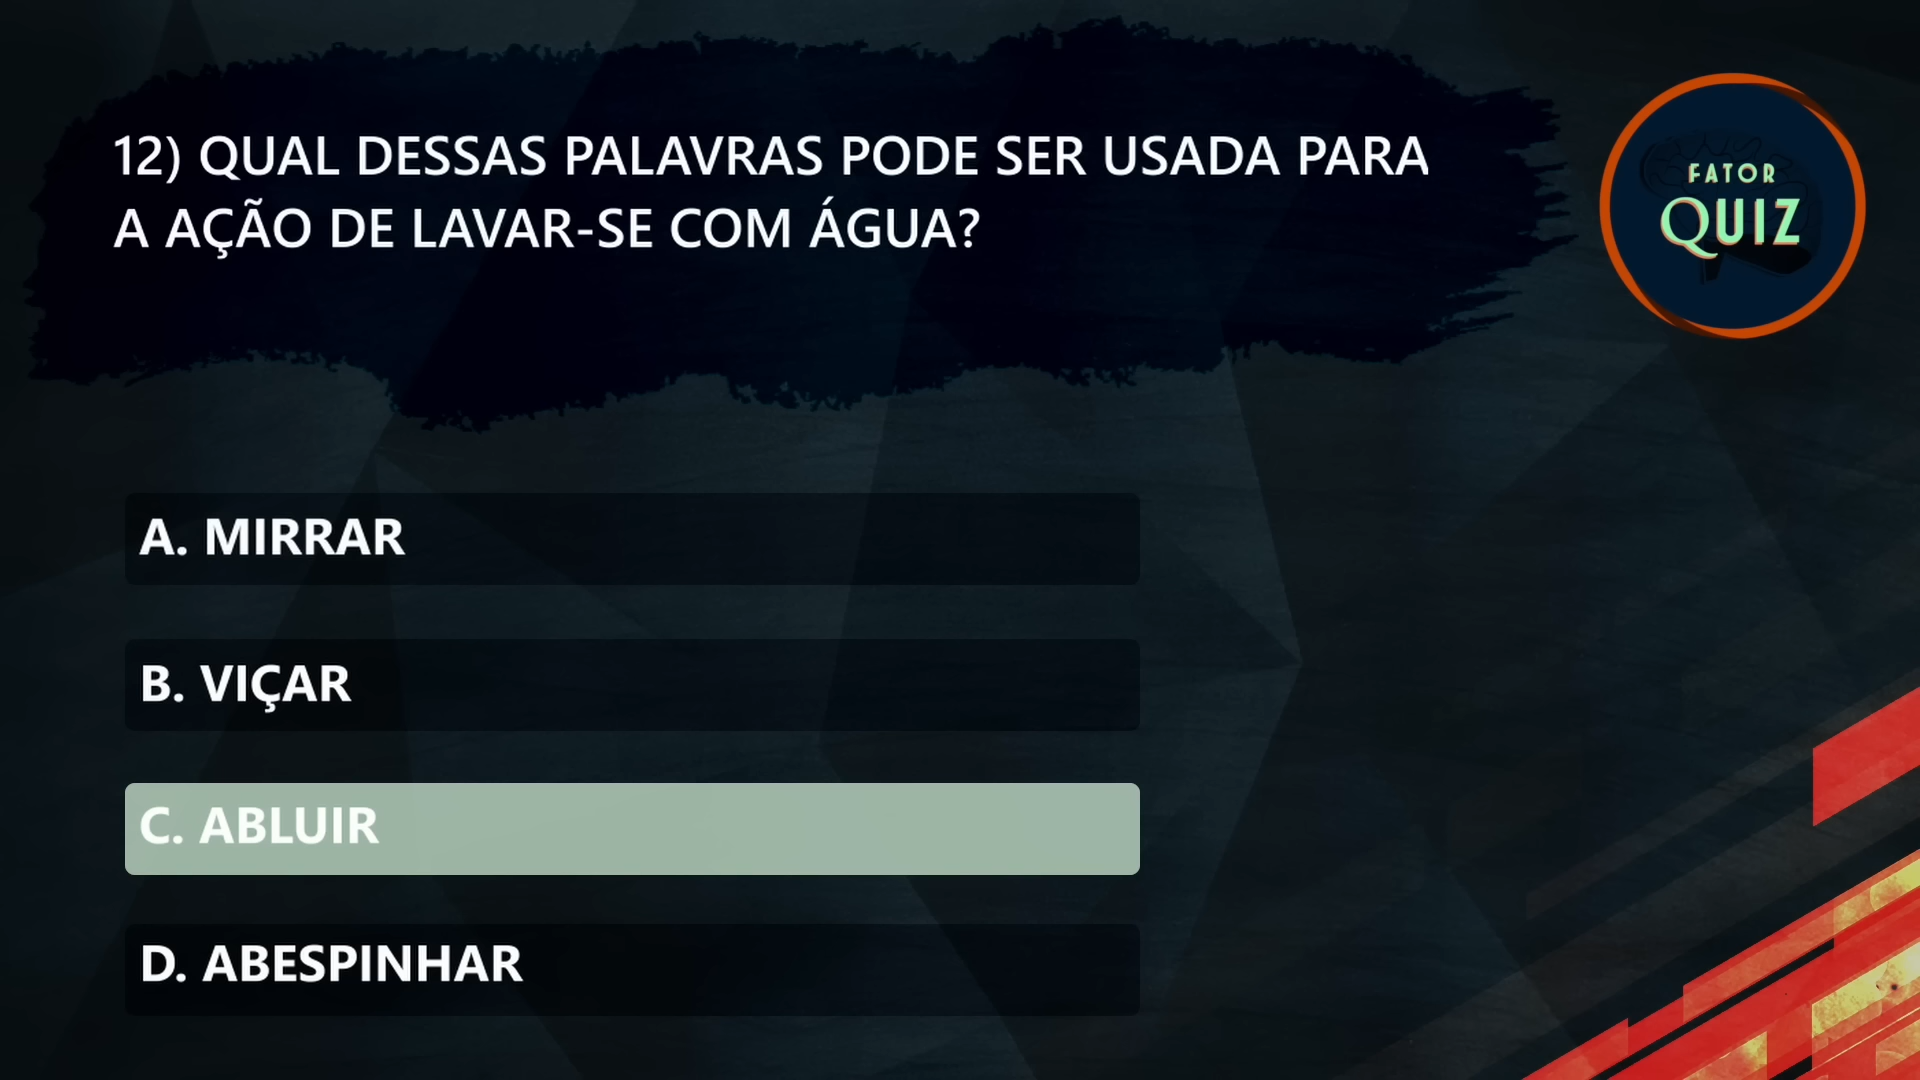 12) QUAL DESSAS PALAVRAS PODE SER USADA PARA
A AÇÃO DE LAVAR-SE COM ÁGUA?
FATOR
QUIZ
A. MIRRAR
B. VIÇAR
C. ABLUIR
D. ABESPINHAR